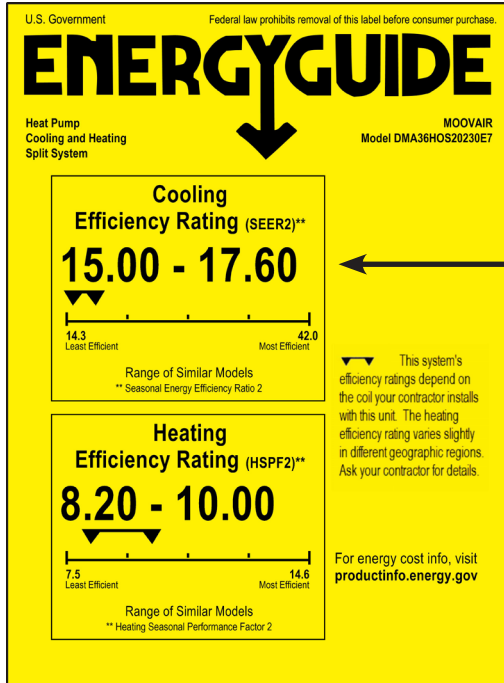 U.S. Government
Federal law prohibits removal of this label before consumer purchase.
ENERGYGUIDE
Heat Pump
Cooling and Heating
Split System
MOOVAIR
Model DMA36HOS20230E7
Cooling
Efficiency Rating (SEER2)**
15.00 - 17.60
14.3
Least Efficient
42.0
Most Efficient
Range of Similar Models
** Seasonal Energy Efficiency Ratio 2
This system's
efficiency ratings depend on
the coil your contractor installs
with this unit. The heating
efficiency rating varies slightly
in different geographic regions.
Ask your contractor for details.
Heating
Efficiency Rating (HSPF2)**
8.20 - 10.00
7.5
Least Efficient
14.6
Most Efficient
Range of Similar Models
** Heating Seasonal Performance Factor 2
For energy cost info, visit
productinfo.energy.gov